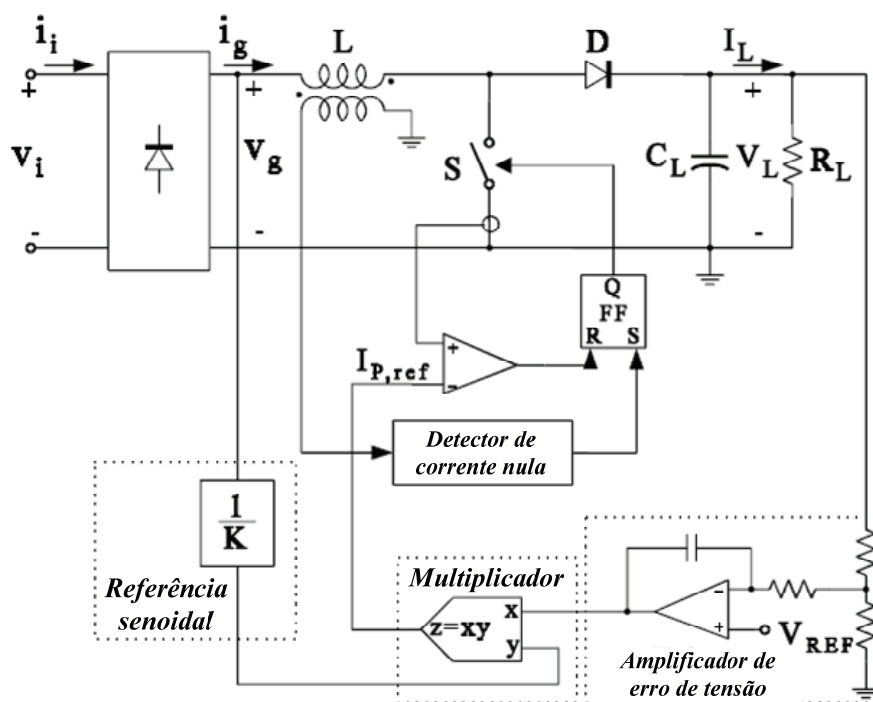 i_i
i_g
L
D
I_L
+
+
+
v_i
v_g
S
C_L
V_L
R_L
-
-
-
Q
FF
R S
I_P,ref
+
-
Detector de
corrente nula
1
K
Referência
senoidal
Multiplicador
z=xy
x
y
-
+
V_REF
Amplificador de
erro de tensão